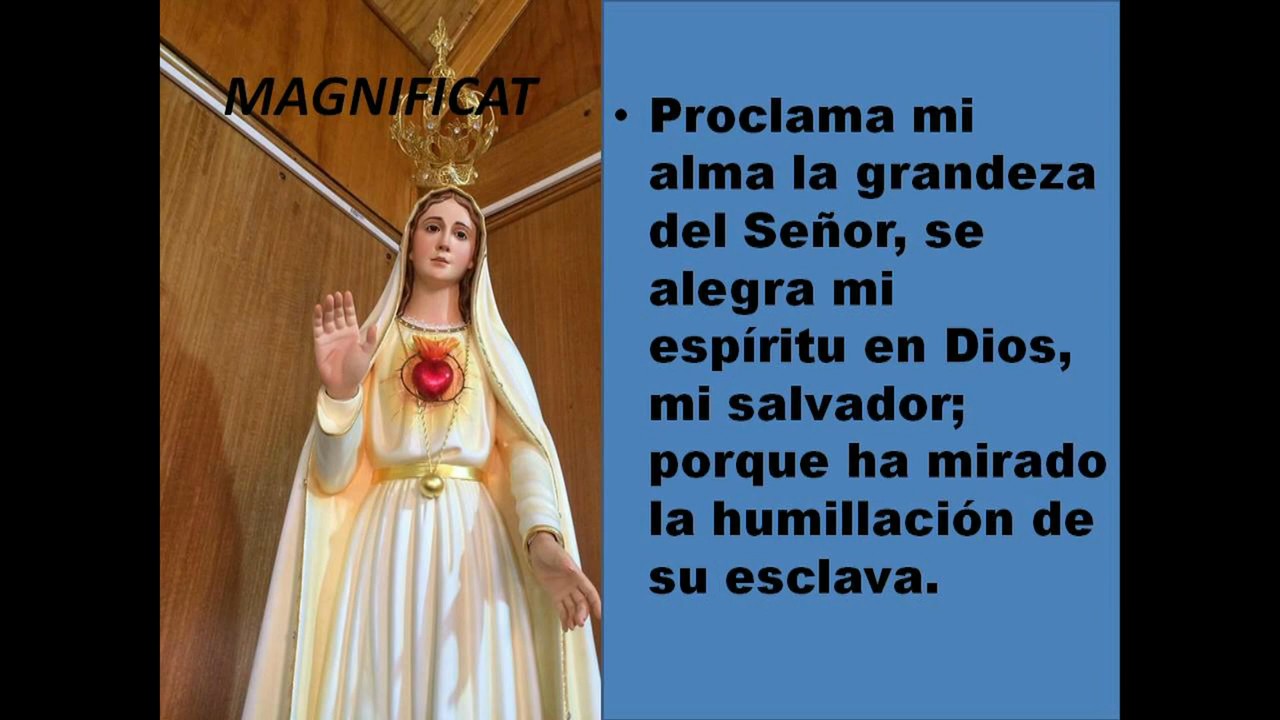 MAGNIFICAT
• Proclama mi
alma la grandeza
del Señor, se
alegra mi
espíritu en Dios,
mi salvador;
porque ha mirado
la humillación de
su esclava.